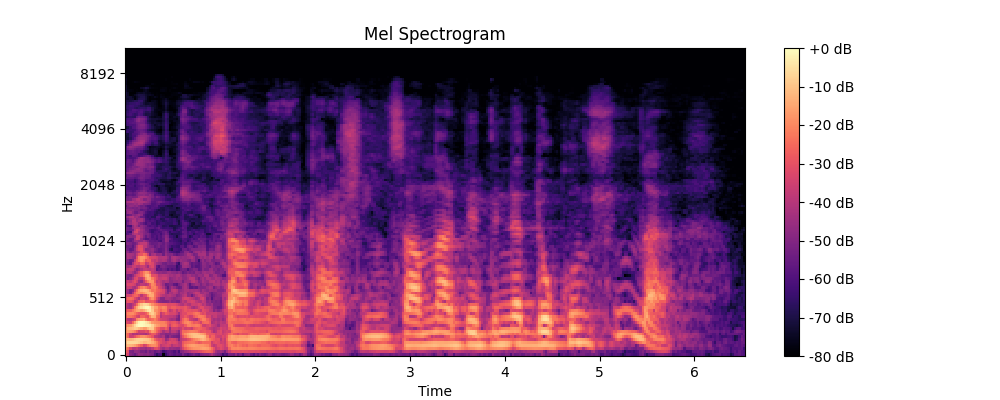 Mel Spectrogram
Hz
8192
4096
2048
1024
512
0
0 1 2 3 4 5 6
Time
+0 dB
-10 dB
-20 dB
-30 dB
-40 dB
-50 dB
-60 dB
-70 dB
-80 dB